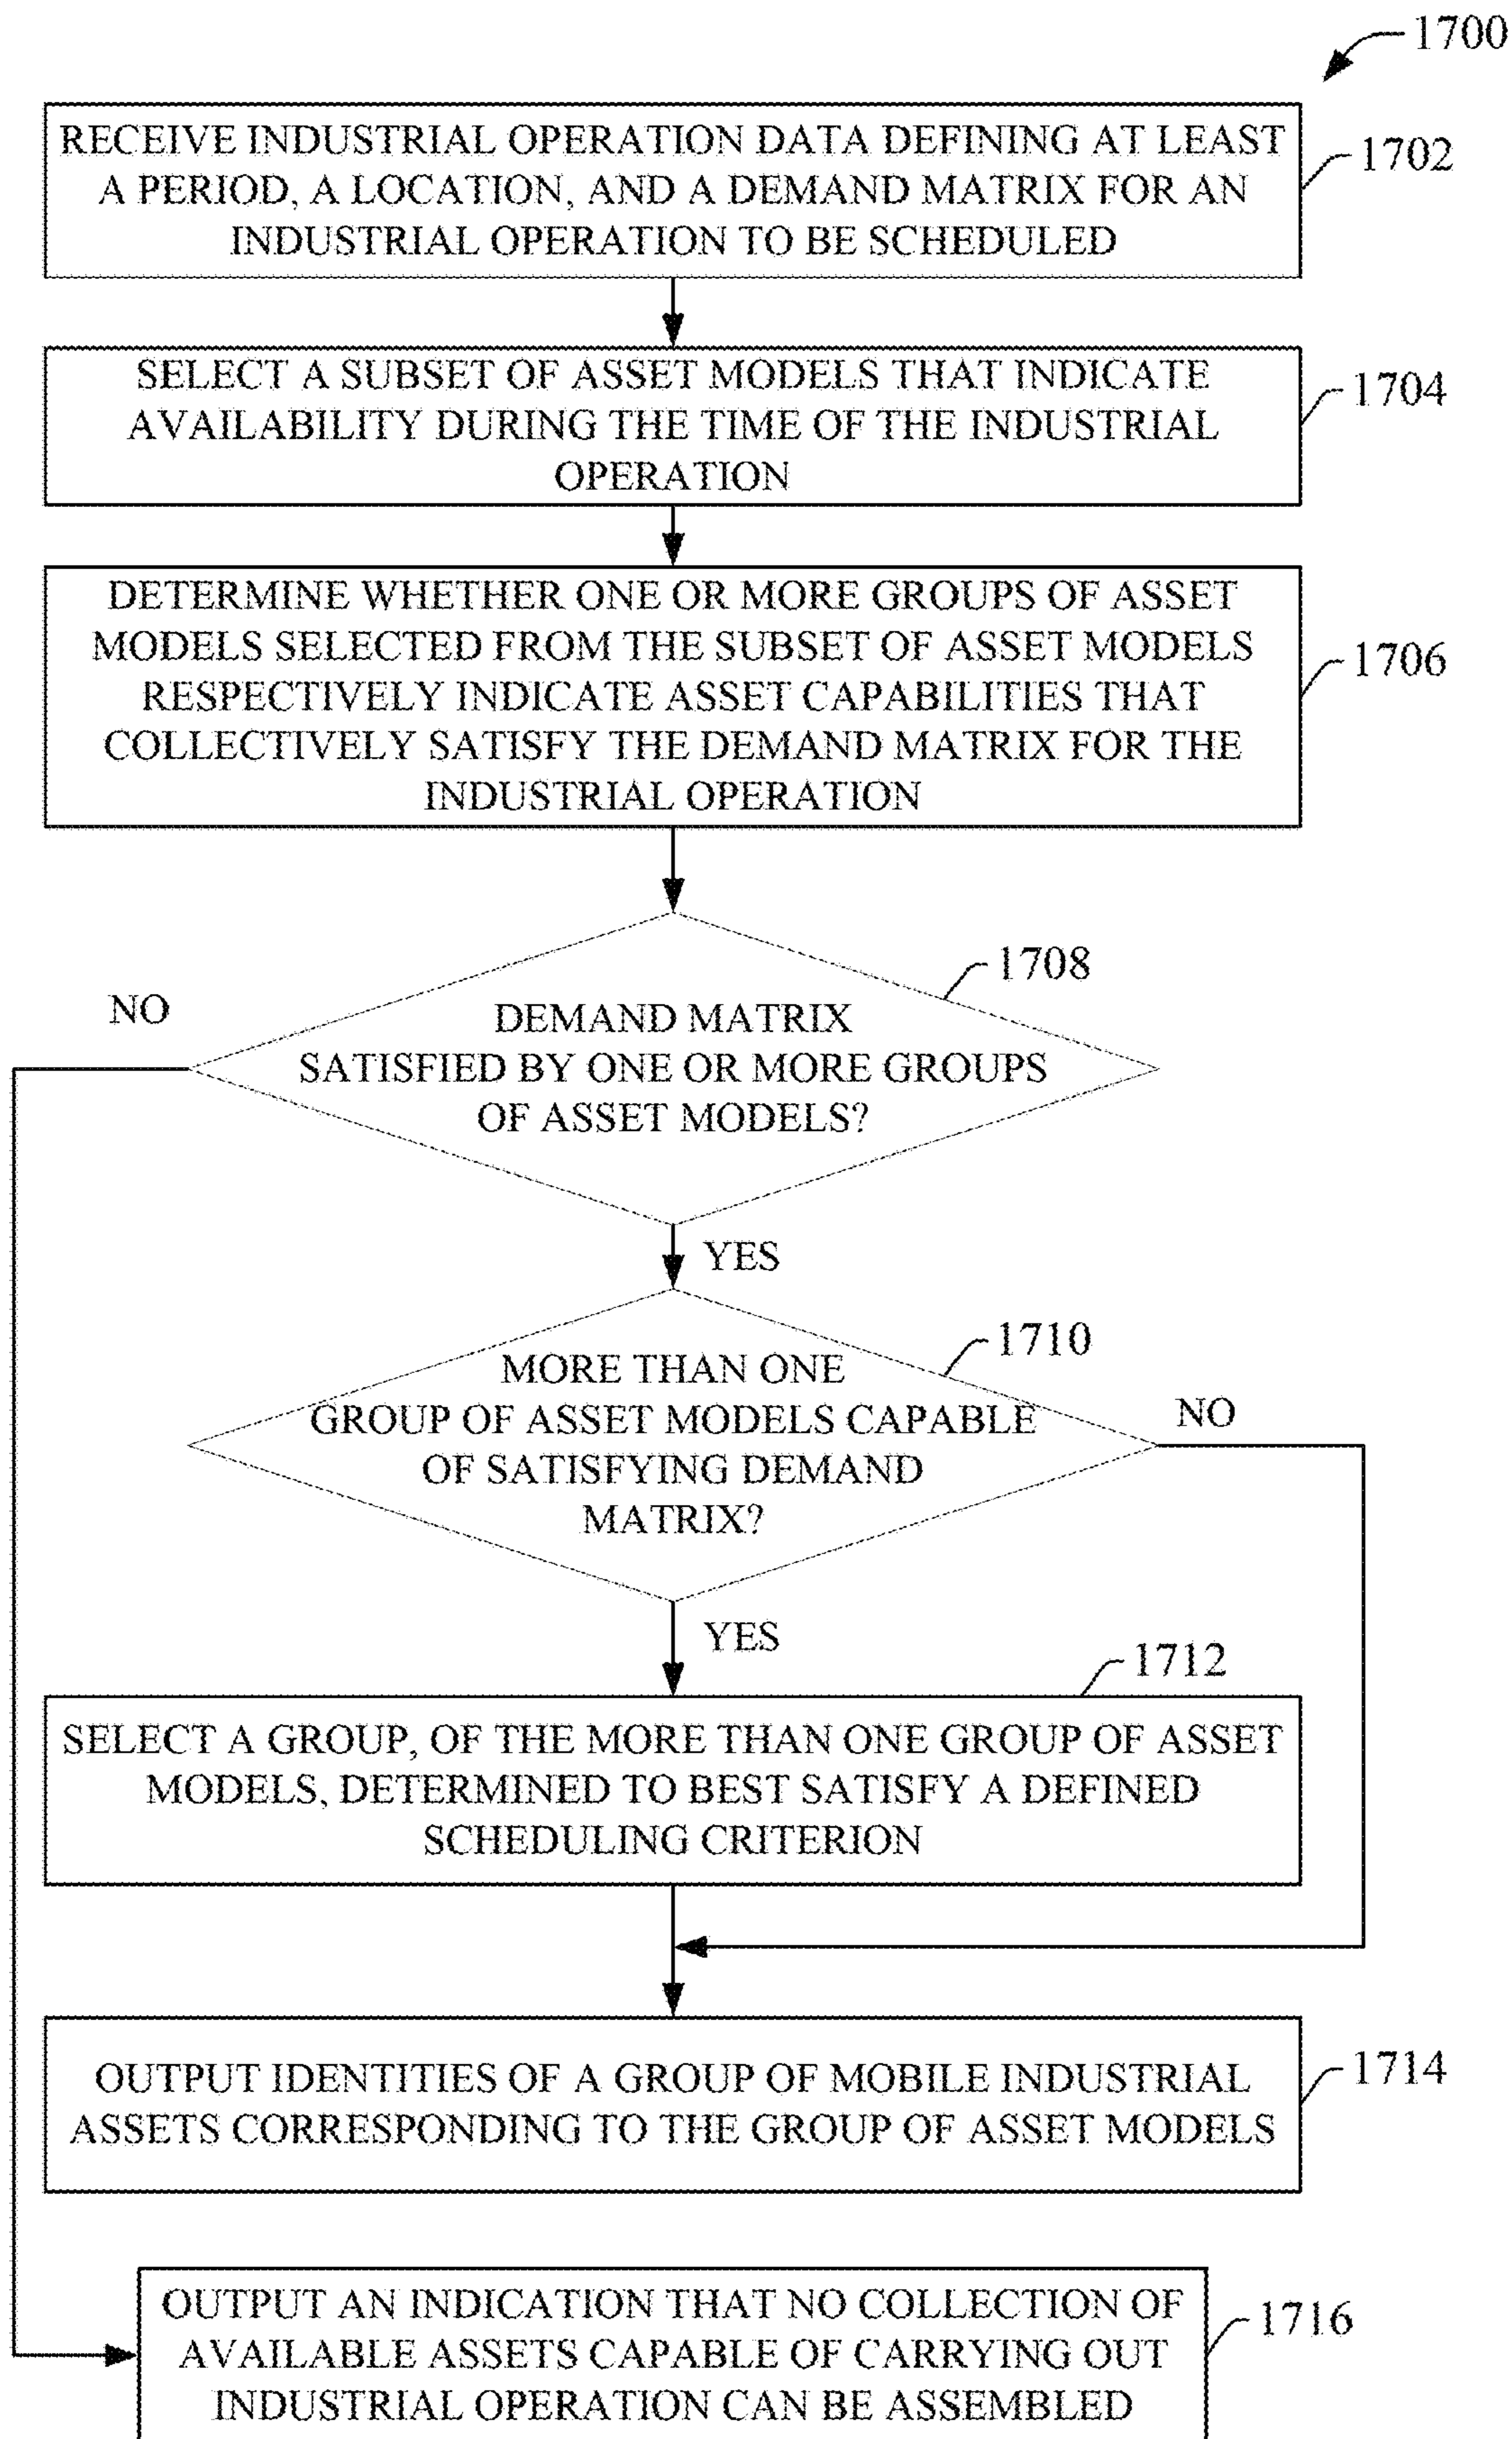 1700
RECEIVE INDUSTRIAL OPERATION DATA DEFINING AT LEAST
A PERIOD, A LOCATION, AND A DEMAND MATRIX FOR AN
INDUSTRIAL OPERATION TO BE SCHEDULED
1702
SELECT A SUBSET OF ASSET MODELS THAT INDICATE
AVAILABILITY DURING THE TIME OF THE INDUSTRIAL
OPERATION
1704
DETERMINE WHETHER ONE OR MORE GROUPS OF ASSET
MODELS SELECTED FROM THE SUBSET OF ASSET MODELS
RESPECTIVELY INDICATE ASSET CAPABILITIES THAT
COLLECTIVELY SATISFY THE DEMAND MATRIX FOR THE
INDUSTRIAL OPERATION
1706
1708
NO
DEMAND MATRIX
SATISFIED BY ONE OR MORE GROUPS
OF ASSET MODELS?
YES
1710
MORE THAN ONE
GROUP OF ASSET MODELS CAPABLE
OF SATISFYING DEMAND
MATRIX?
NO
YES
1712
SELECT A GROUP, OF THE MORE THAN ONE GROUP OF ASSET
MODELS, DETERMINED TO BEST SATISFY A DEFINED
SCHEDULING CRITERION
OUTPUT IDENTITIES OF A GROUP OF MOBILE INDUSTRIAL
ASSETS CORRESPONDING TO THE GROUP OF ASSET MODELS
1714
OUTPUT AN INDICATION THAT NO COLLECTION OF
AVAILABLE ASSETS CAPABLE OF CARRYING OUT
INDUSTRIAL OPERATION CAN BE ASSEMBLED
1716